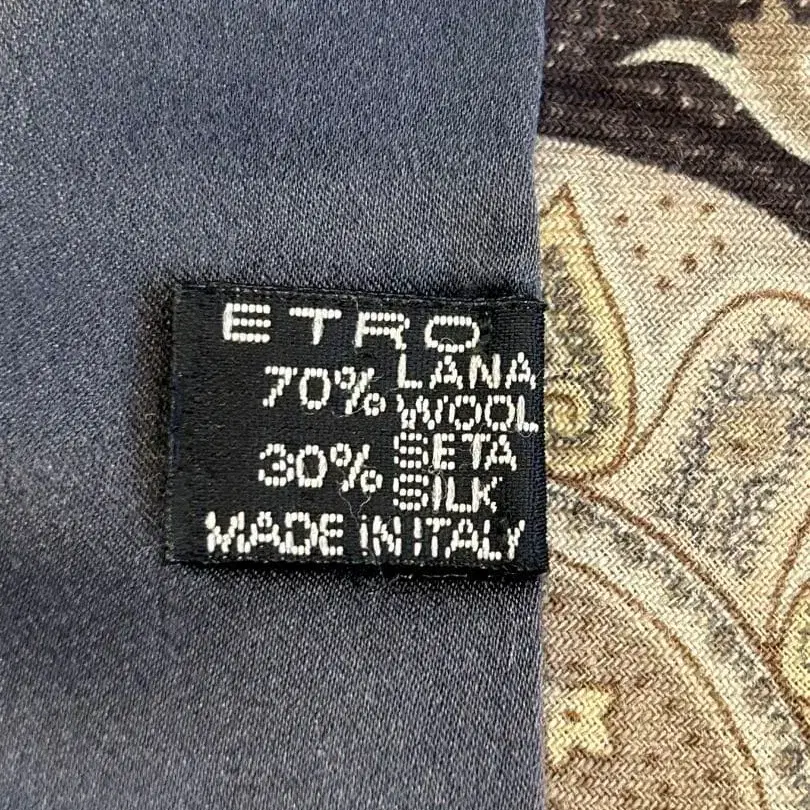 ETRO
70% LANA
WOOL
30% SETA
SILK
MADE IN ITALY